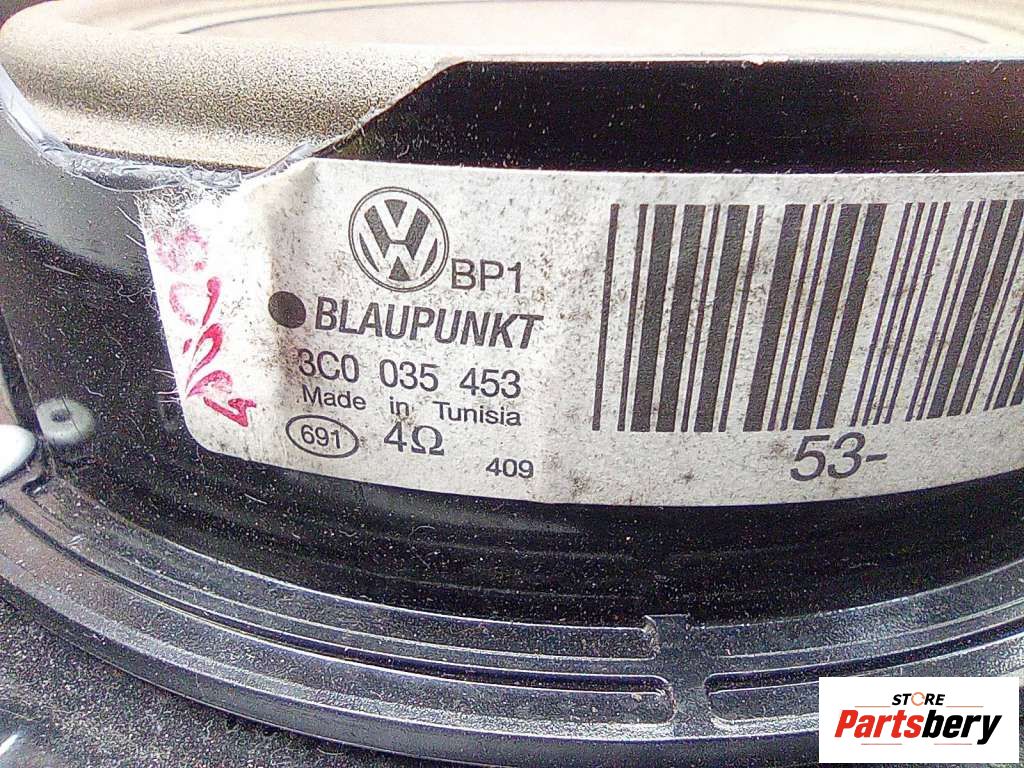 BP1
BLAUPUNKT
3C0 035 453
Made in Tunisia
691 4Ω 409
53-
STORE
Partsbery